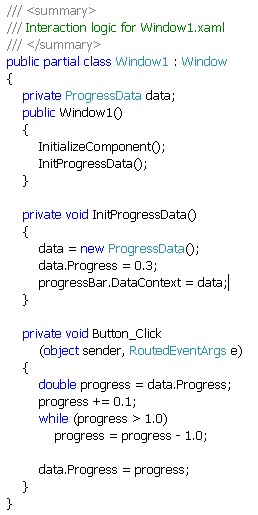 /// <summary>
/// Interaction logic for Window1.xaml
/// </summary>
public partial class Window1 : Window
{
    private ProgressData data;
    public Window1()
    {
        InitializeComponent();
        InitProgressData();
    }

    private void InitProgressData()
    {
        data = new ProgressData();
        data.Progress = 0.3;
        progressBar.DataContext = data;
    }

    private void Button_Click
        (object sender, RoutedEventArgs e)
    {
        double progress = data.Progress;
        progress += 0.1;
        while (progress > 1.0)
            progress = progress - 1.0;

        data.Progress = progress;
    }
}